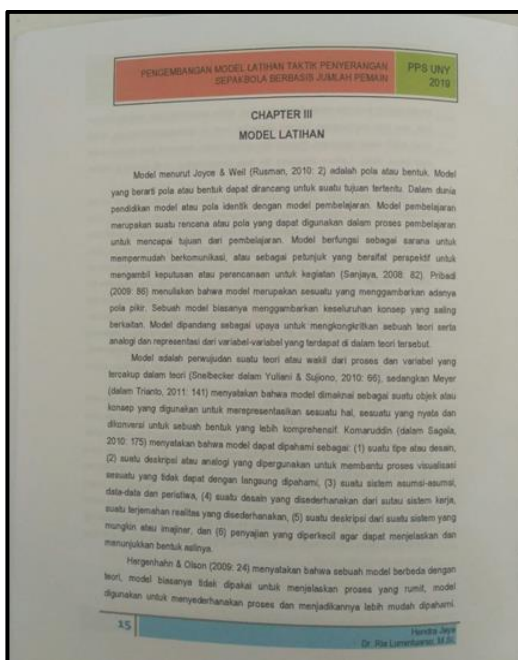 PENGEMBANGAN MODEL LATIHAN TAKTIK PENYERANGAN
SEPAKBOLA BERBASIS JUMLAH PEMAIN
PPS UNY
2019
CHAPTER III
MODEL LATIHAN
Model menurut Joyce & Weil (Rusman, 2010: 2) adalah pola atau bentuk. Model
yang berarti pola atau bentuk dapat dirancang untuk suatu tujuan tertentu. Dalam dunia
pendidikan model atau pola identik dengan model pembelajaran. Model pembelajaran
merupakan suatu rencana atau pola yang dapat digunakan dalam proses pembelajaran
untuk mencapai tujuan dari pembelajaran. Model berfungsi sebagai sarana untuk
mempermudah berkomunikasi, atau sebagai petunjuk yang bersifat perspektif untuk
mengambil keputusan atau perencanaan untuk kegiatan (Sanjaya, 2008: 82). Pribadi
(2009: 86) menuliskan bahwa model merupakan sesuatu yang menggambarkan adanya
pola pikir. Sebuah model biasanya menggambarkan keseluruhan konsep yang saling
berkaitan. Model dipandang sebagai upaya untuk mengkongkritkan sebuah teori serta
analogi dan representasi dari variabel-variabel yang terdapat di dalam teori tersebut.
Model adalah perwujudan suatu teori atau wakil dari proses dan variabel yang
tercakup dalam teori (Snelbecker dalam Yuliani & Sujiono, 2010: 66), sedangkan Meyer
(dalam Trianto, 2011: 141) menyatakan bahwa model dimaknai sebagai suatu objek atau
konsep yang digunakan untuk merepresentasikan sesuatu hal, sesuatu yang nyata dan
dikonversi untuk sebuah bentuk yang lebih komprehensif. Komaruddin (dalam Sagala,
2010: 175) menyatakan bahwa model dapat dipahami sebagai: (1) suatu tipe atau desain,
(2) suatu deskripsi atau analogi yang dipergunakan untuk membantu proses visualisasi
sesuatu yang tidak dapat dengan langsung dipahami, (3) suatu sistem asumsi-asumsi,
data-data dan peristiwa, (4) suatu desain yang disederhanakan dari sutau sistem kerja,
suatu terjemahan realitas yang disederhanakan, (5) suatu deskripsi dari suatu sistem yang
mungkin atau imajiner, dan (6) penyajian yang diperkecil agar dapat menjelaskan dan
menunjukkan bentuk aslinya.
Hergenhahn & Olson (2009: 24) menyatakan bahwa sebuah model berbeda dengan
teori, model biasanya tidak dipakai untuk menjelaskan proses yang rumit, model
digunakan untuk menyederhanakan proses dan menjadikannya lebih mudah dipahami.
15
Hendra Jaya
Dr. Ria Lumintuarso, M.Si.